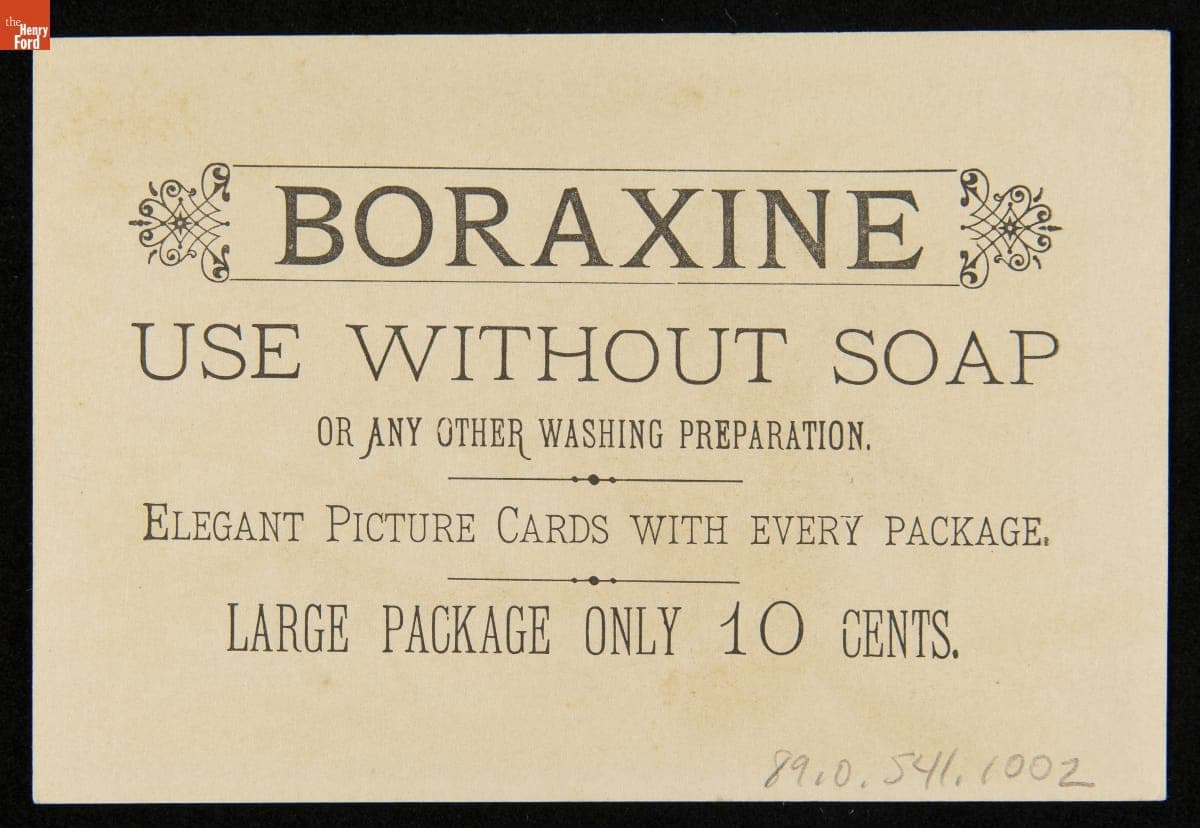 the
Henry
Ford
BORAXINE
USE WITHOUT SOAP
OR ANY OTHER WASHING PREPARATION.
ELEGANT PICTURE CARDS WITH EVERY PACKAGE.
LARGE PACKAGE ONLY 10 CENTS.
89.0.541.1002